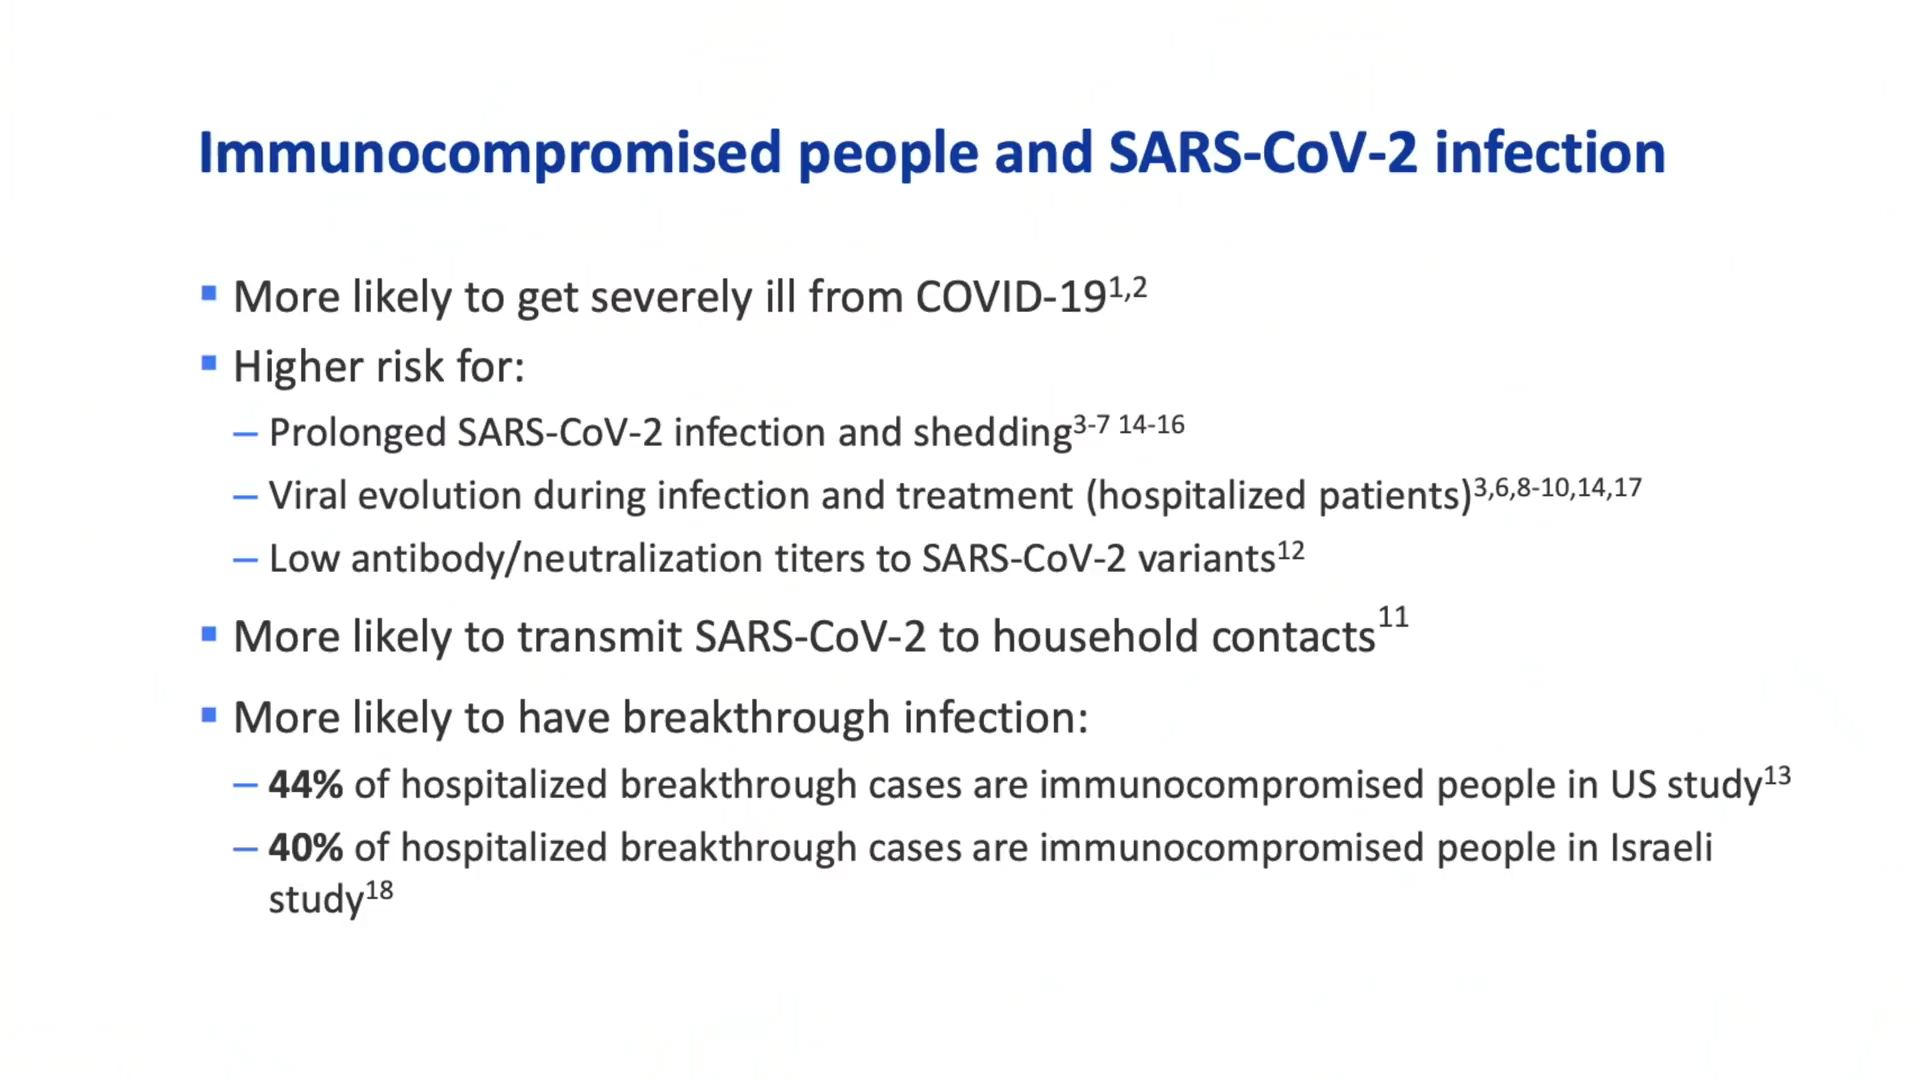 Immunocompromised people and SARS-CoV-2 infection
▪ More likely to get severely ill from COVID-19¹,²
▪ Higher risk for:
– Prolonged SARS-CoV-2 infection and shedding³⁻⁷ ¹⁴⁻¹⁶
– Viral evolution during infection and treatment (hospitalized patients)³,⁶,⁸⁻¹⁰,¹⁴,¹⁷
– Low antibody/neutralization titers to SARS-CoV-2 variants¹²
▪ More likely to transmit SARS-CoV-2 to household contacts¹¹
▪ More likely to have breakthrough infection:
– 44% of hospitalized breakthrough cases are immunocompromised people in US study¹³
– 40% of hospitalized breakthrough cases are immunocompromised people in Israeli
study¹⁸